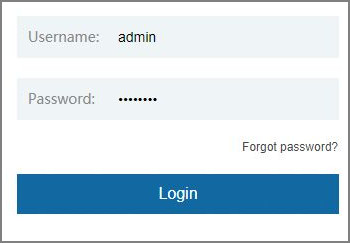 Username: admin
Password: ••••••••
Forgot password?
Login